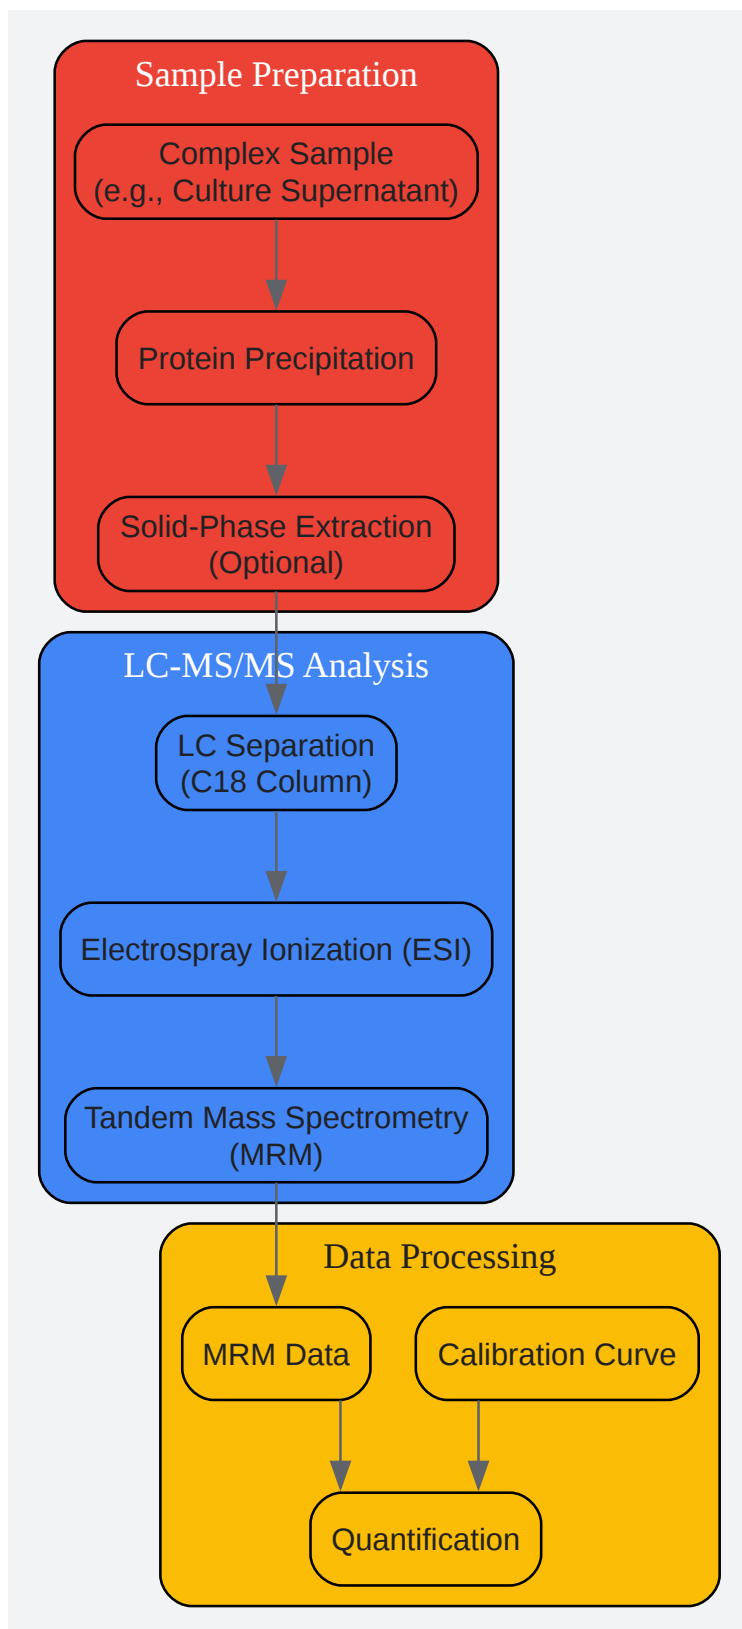 Sample Preparation
Complex Sample
(e.g., Culture Supernatant)
Protein Precipitation
Solid-Phase Extraction
(Optional)
LC-MS/MS Analysis
LC Separation
(C18 Column)
Electrospray Ionization (ESI)
Tandem Mass Spectrometry
(MRM)
Data Processing
MRM Data
Calibration Curve
Quantification